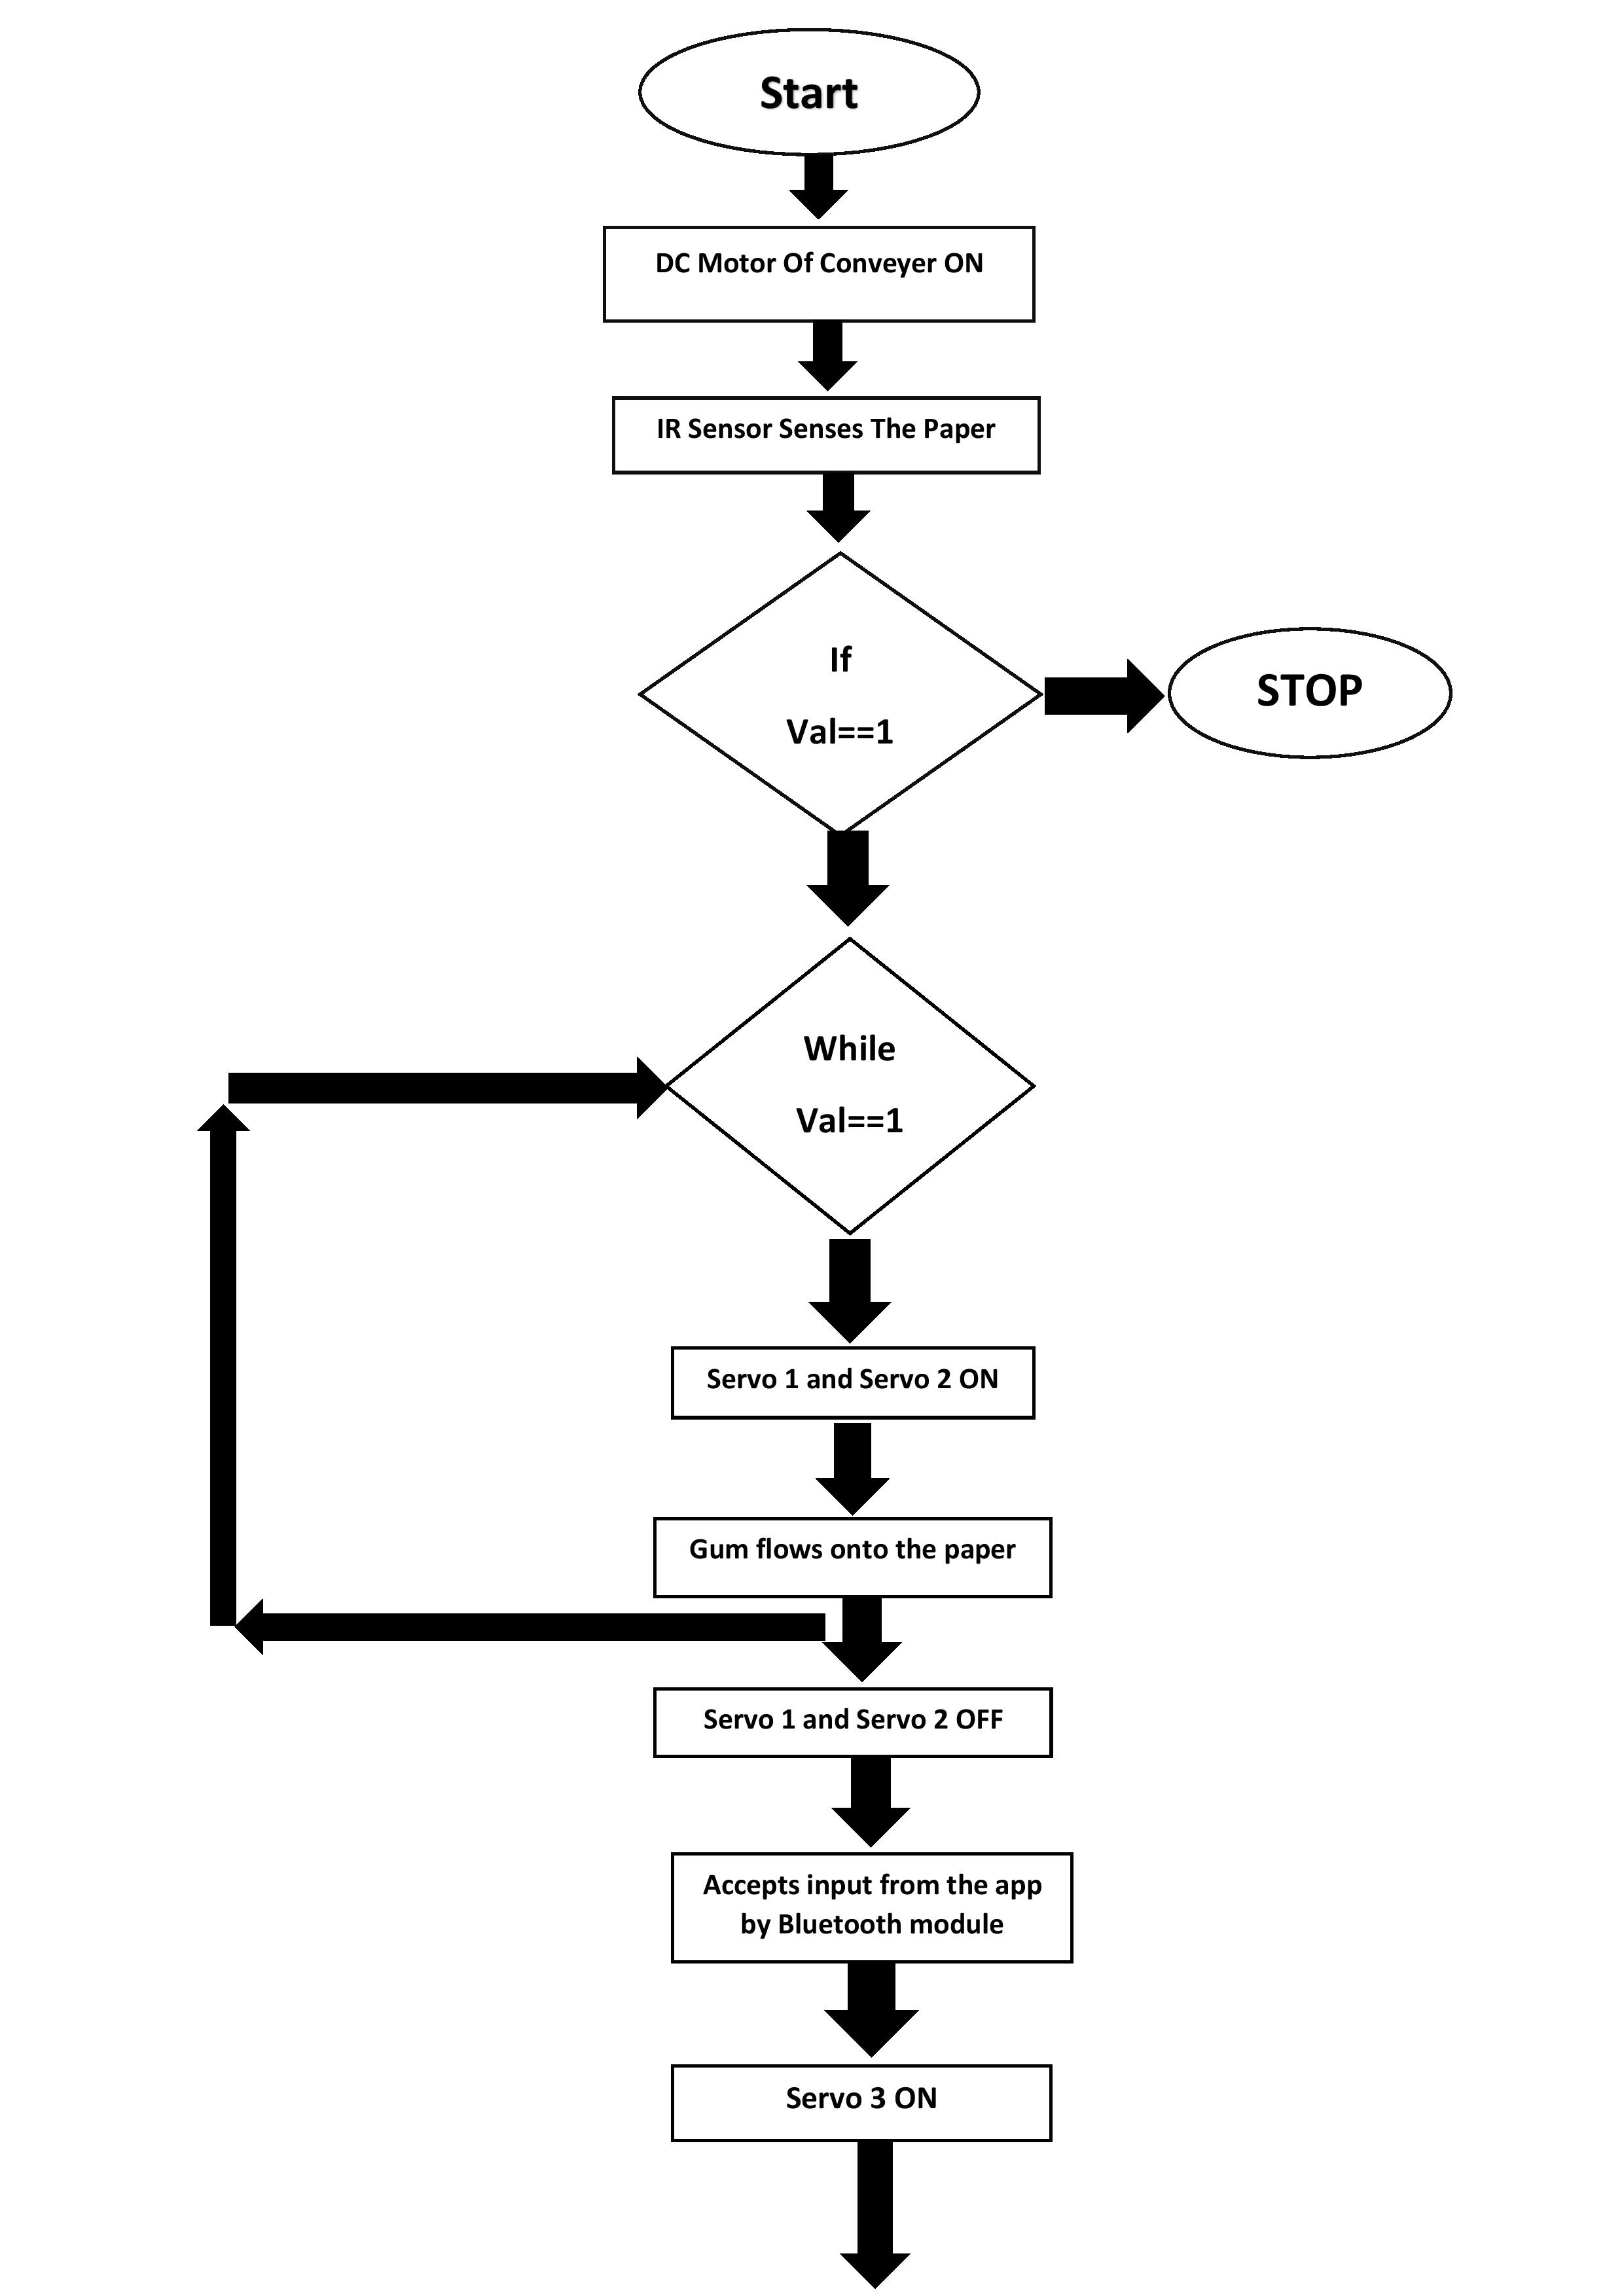 Start
DC Motor Of Conveyer ON
IR Sensor Senses The Paper
If
Val==1
STOP
While
Val==1
Servo 1 and Servo 2 ON
Gum flows onto the paper
Servo 1 and Servo 2 OFF
Accepts input from the app
by Bluetooth module
Servo 3 ON